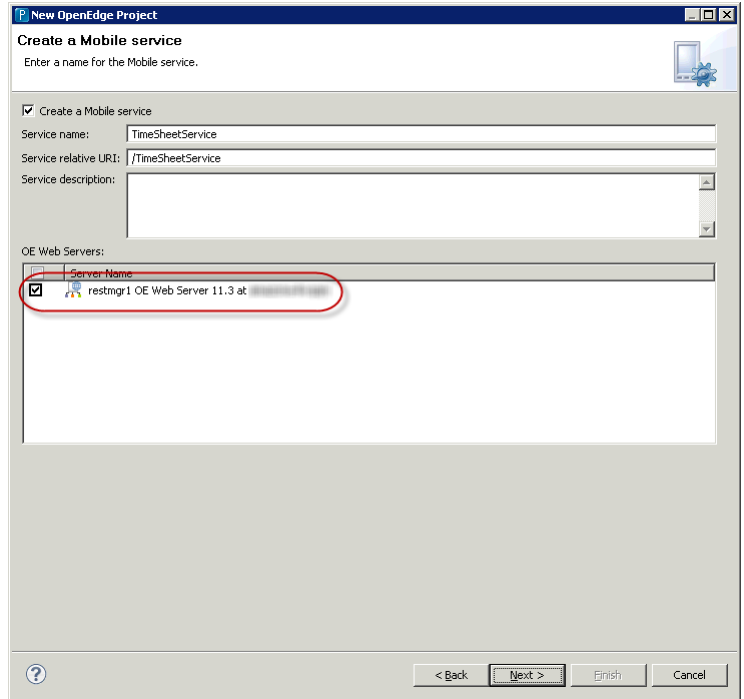 New OpenEdge Project
Create a Mobile service
Enter a name for the Mobile service.
Create a Mobile service
Service name: TimeSheetService
Service relative URI: /TimeSheetService
Service description:
OE Web Servers:
Server Name
restmgr1 OE Web Server 11.3 at
< Back Next > Finish Cancel